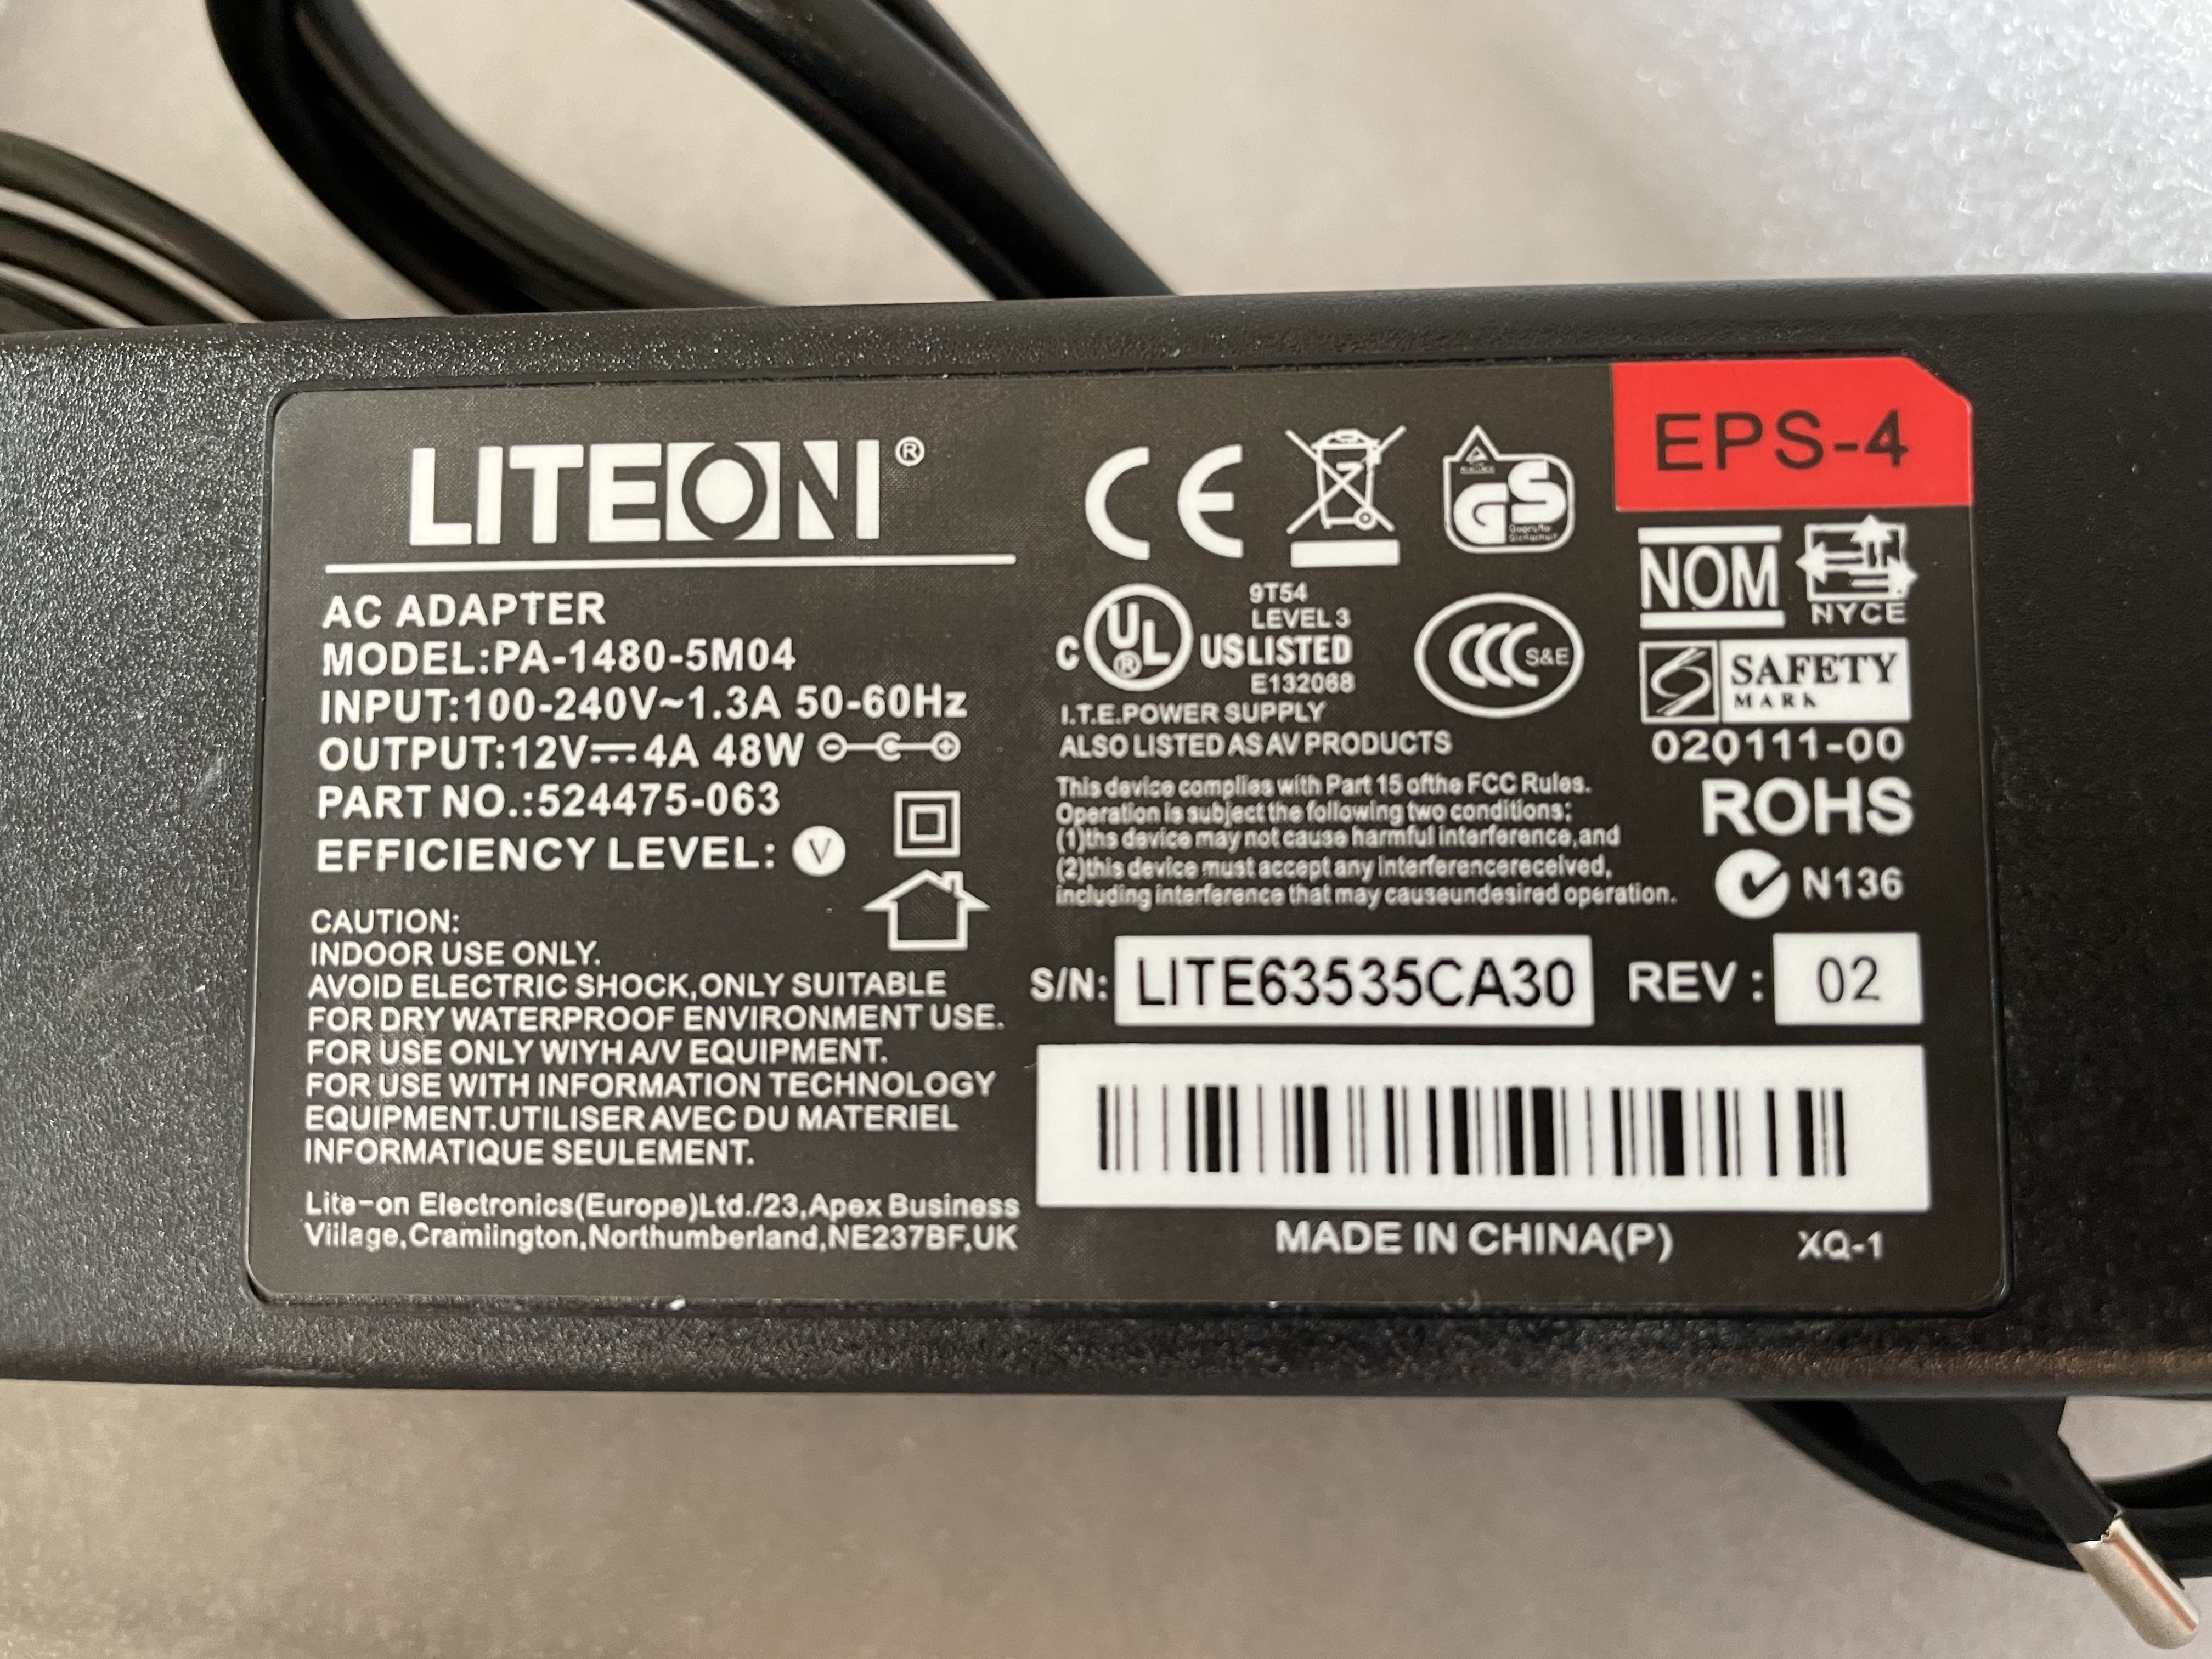 LITEON®
AC ADAPTER
MODEL:PA-1480-5M04
INPUT:100-240V~1.3A 50-60Hz
OUTPUT:12V⎓4A 48W
PART NO.:524475-063
EFFICIENCY LEVEL: V
CAUTION:
INDOOR USE ONLY.
AVOID ELECTRIC SHOCK,ONLY SUITABLE
FOR DRY WATERPROOF ENVIRONMENT USE.
FOR USE ONLY WIYH A/V EQUIPMENT.
FOR USE WITH INFORMATION TECHNOLOGY
EQUIPMENT.UTILISER AVEC DU MATERIEL
INFORMATIQUE SEULEMENT.
Lite-on Electronics(Europe)Ltd./23,Apex Business
Viilage,Cramiington,Northumberland,NE237BF,UK
CE
GS
EPS-4
NOM
NYCE
C UL® US LISTED
9T54
LEVEL 3
E132068
CCC S&E
SAFETY
MARK
020111-00
I.T.E.POWER SUPPLY
ALSO LISTED AS AV PRODUCTS
ROHS
N136
This device complies with Part 15 ofthe FCC Rules.
Operation is subject the following two conditions:
(1)ths device may not cause harmful interference,and
(2)this device must accept any interferencereceived,
including interference that may causeundesired operation.
S/N: LITE63535CA30 REV : 02
MADE IN CHINA(P) XQ-1